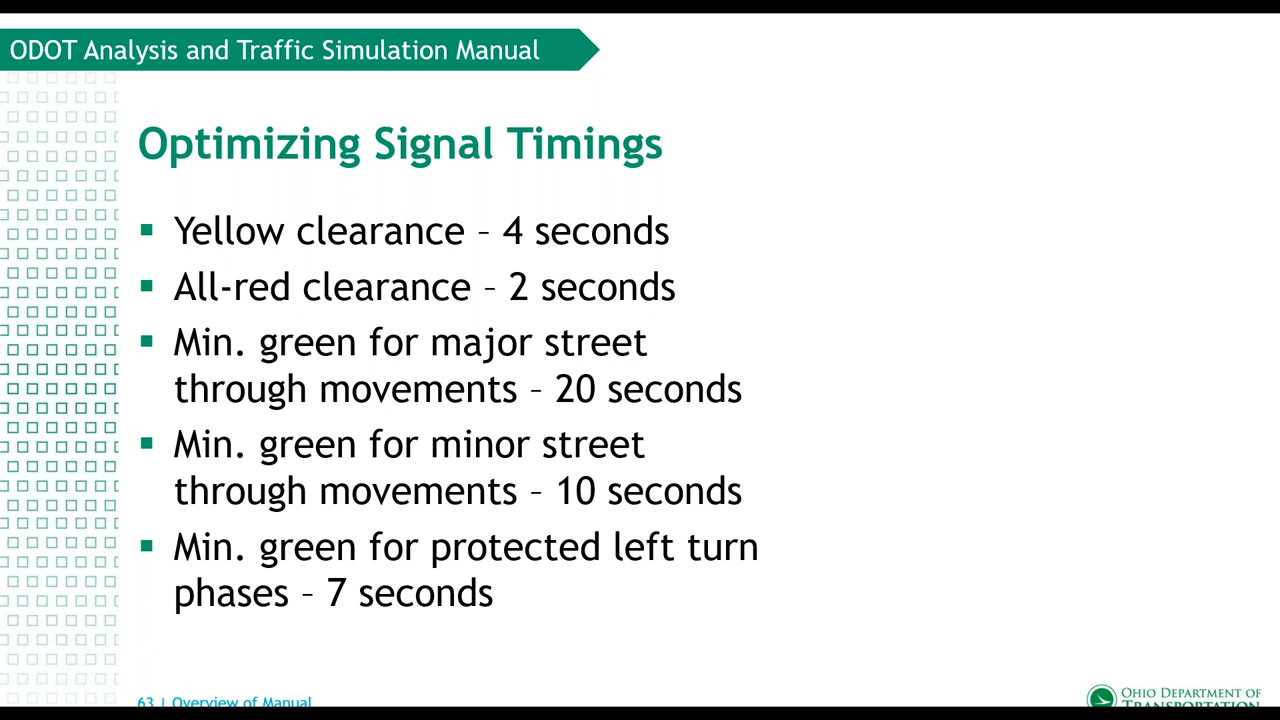 ODOT Analysis and Traffic Simulation Manual
Optimizing Signal Timings
Yellow clearance – 4 seconds
All-red clearance – 2 seconds
Min. green for major street
through movements – 20 seconds
Min. green for minor street
through movements – 10 seconds
Min. green for protected left turn
phases – 7 seconds
63 | Overview of Manual
OHIO DEPARTMENT OF
TRANSPORTATION